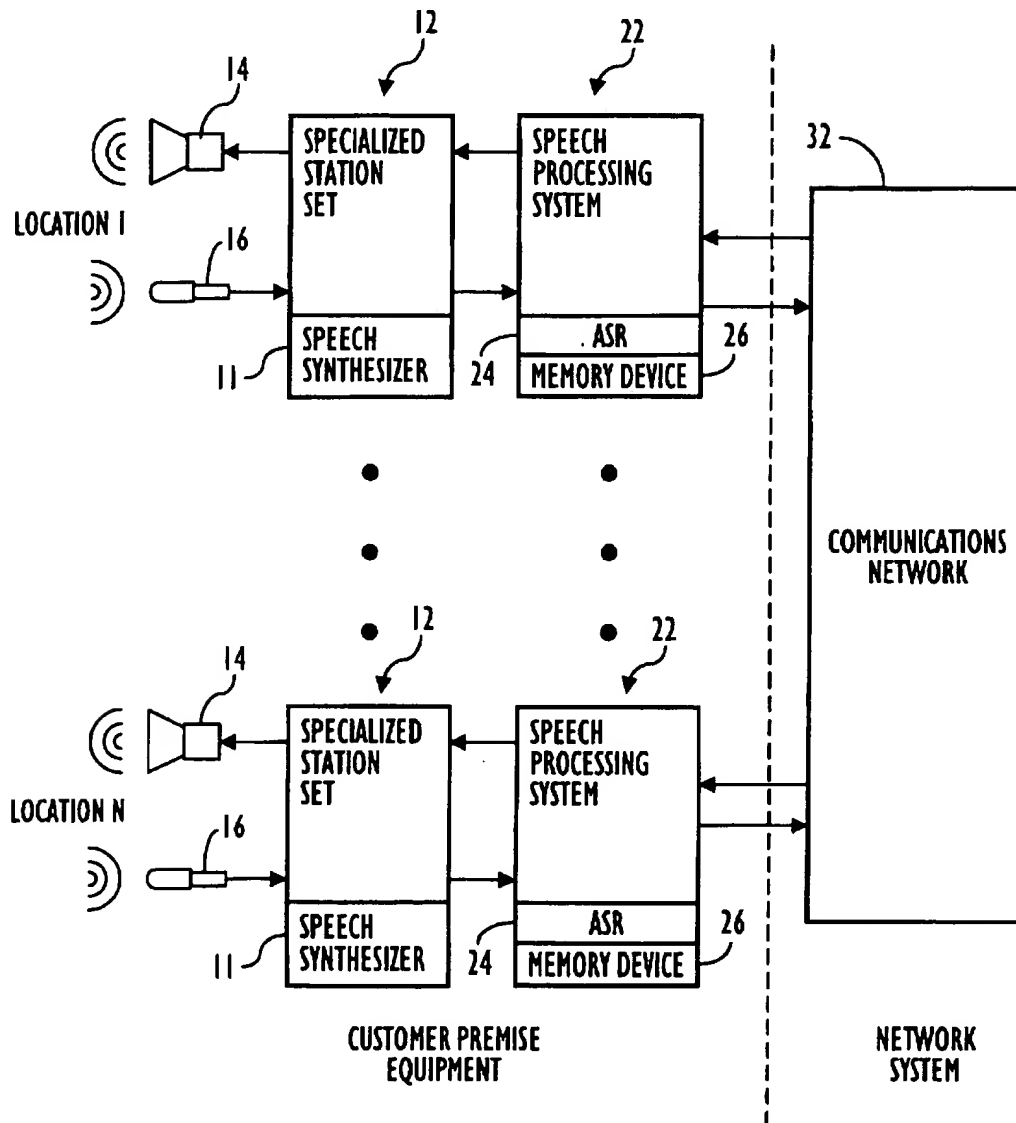 12
22
14
32
SPECIALIZED
STATION
SET
SPEECH
PROCESSING
SYSTEM
LOCATION 1
16
SPEECH
SYNTHESIZER
11
ASR
24
26
MEMORY DEVICE
COMMUNICATIONS
NETWORK
12
22
14
SPECIALIZED
STATION
SET
SPEECH
PROCESSING
SYSTEM
LOCATION N
16
SPEECH
SYNTHESIZER
11
ASR
24
26
MEMORY DEVICE
CUSTOMER PREMISE
EQUIPMENT
NETWORK
SYSTEM